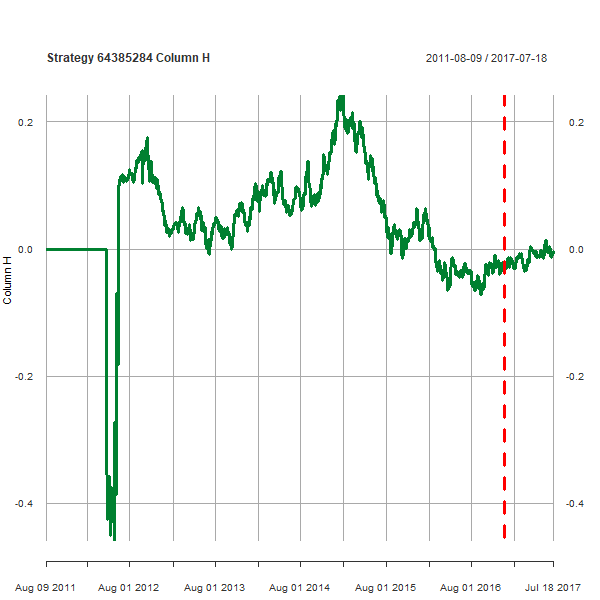 Strategy 64385284 Column H 2011-08-09 / 2017-07-18
0.2 0.2
0.0 0.0
Column H
-0.2 -0.2
-0.4 -0.4
Aug 09 2011 Aug 01 2012 Aug 01 2013 Aug 01 2014 Aug 01 2015 Aug 01 2016 Jul 18 2017